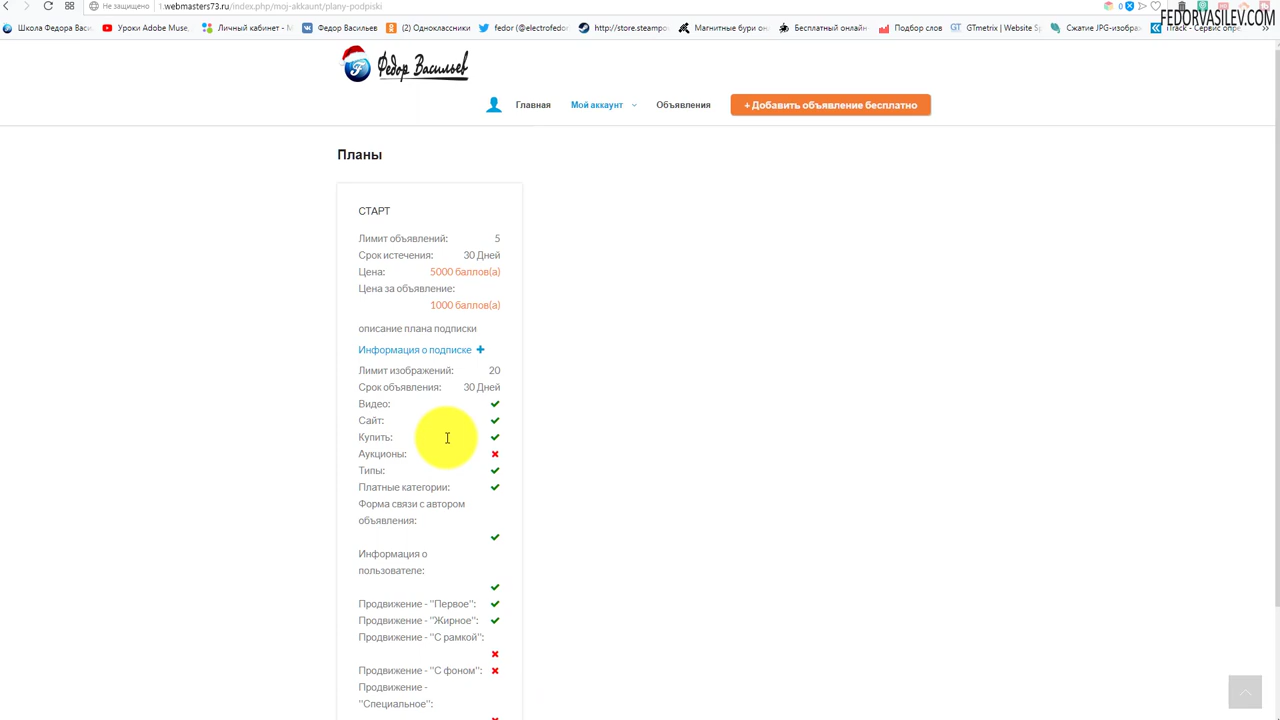 Не защищено
1.webmasters73.ru/index.php/moj-akkaunt/plany-podpiski
0
FEDORVASILEV.COM
Школа Федора Васи
Уроки Adobe Muse,
Личный кабинет - М
Федор Васильев
(2) Одноклассники
fedor (@electrofedor
http://store.steampo
Магнитные бури он
Бесплатный онлайн
Подбор слов
GTmetrix | Website S
Сжатие JPG-изобра
iTrack - Сервис опре
Федор Васильев
Главная
Мой аккаунт
Объявления
+ Добавить объявление бесплатно
Планы
СТАРТ
Лимит объявлений: 5
Срок истечения: 30 Дней
Цена: 5000 баллов(а)
Цена за объявление:
1000 баллов(а)
описание плана подписки
Информация о подписке
Лимит изображений: 20
Срок объявления: 30 Дней
Видео:
Сайт:
Купить:
Аукционы:
Типы:
Платные категории:
Форма связи с автором
объявления:
Информация о
пользователе:
Продвижение - "Первое":
Продвижение - "Жирное":
Продвижение - "С рамкой":
Продвижение - "С фоном":
Продвижение -
"Специальное":